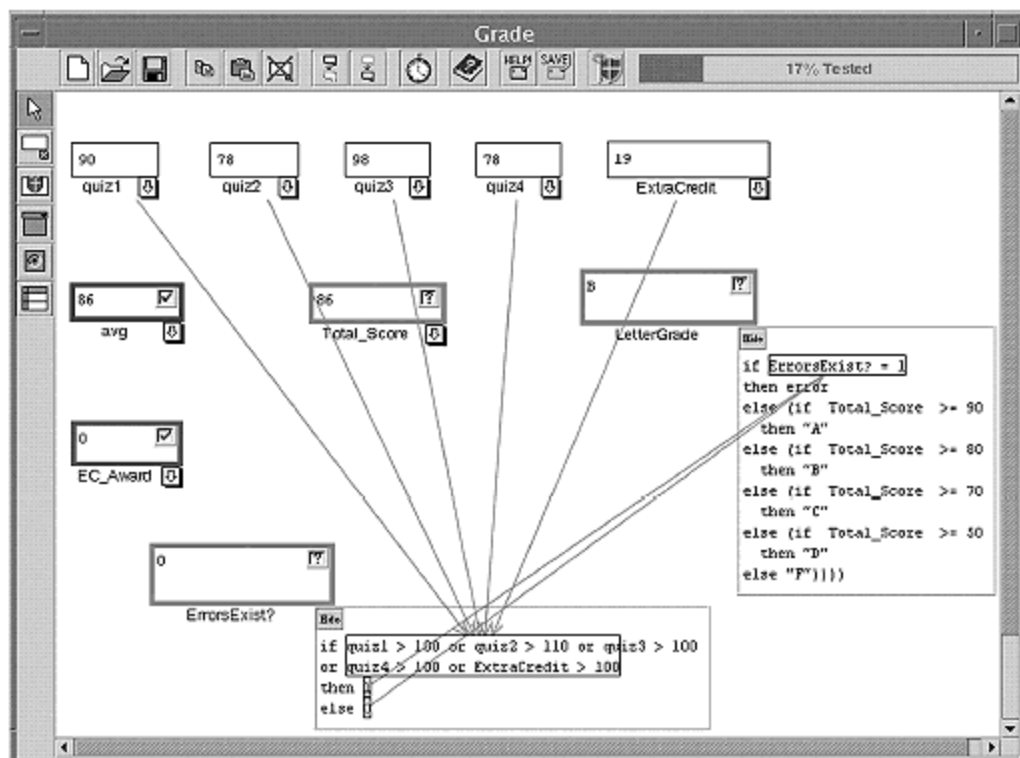 Grade
HELP! SAVE!
17% Tested
90 78 98 78 19
quiz1 quiz2 quiz3 quiz4 ExtraCredit
86 86 B
? ?
avg Total_Score LetterGrade
Hide
if ErrorsExist? = 1
then error
else (if Total_Score >= 90
then "A"
else (if Total_Score >= 80
then "B"
else (if Total_Score >= 70
then "C"
else (if Total_Score >= 50
then "D"
else "F"))))
0
EC_Award
0 ?
ErrorsExist?
Hide
if quiz1 > 100 or quiz2 > 110 or quiz3 > 100
or quiz4 > 100 or ExtraCredit > 100
then
else